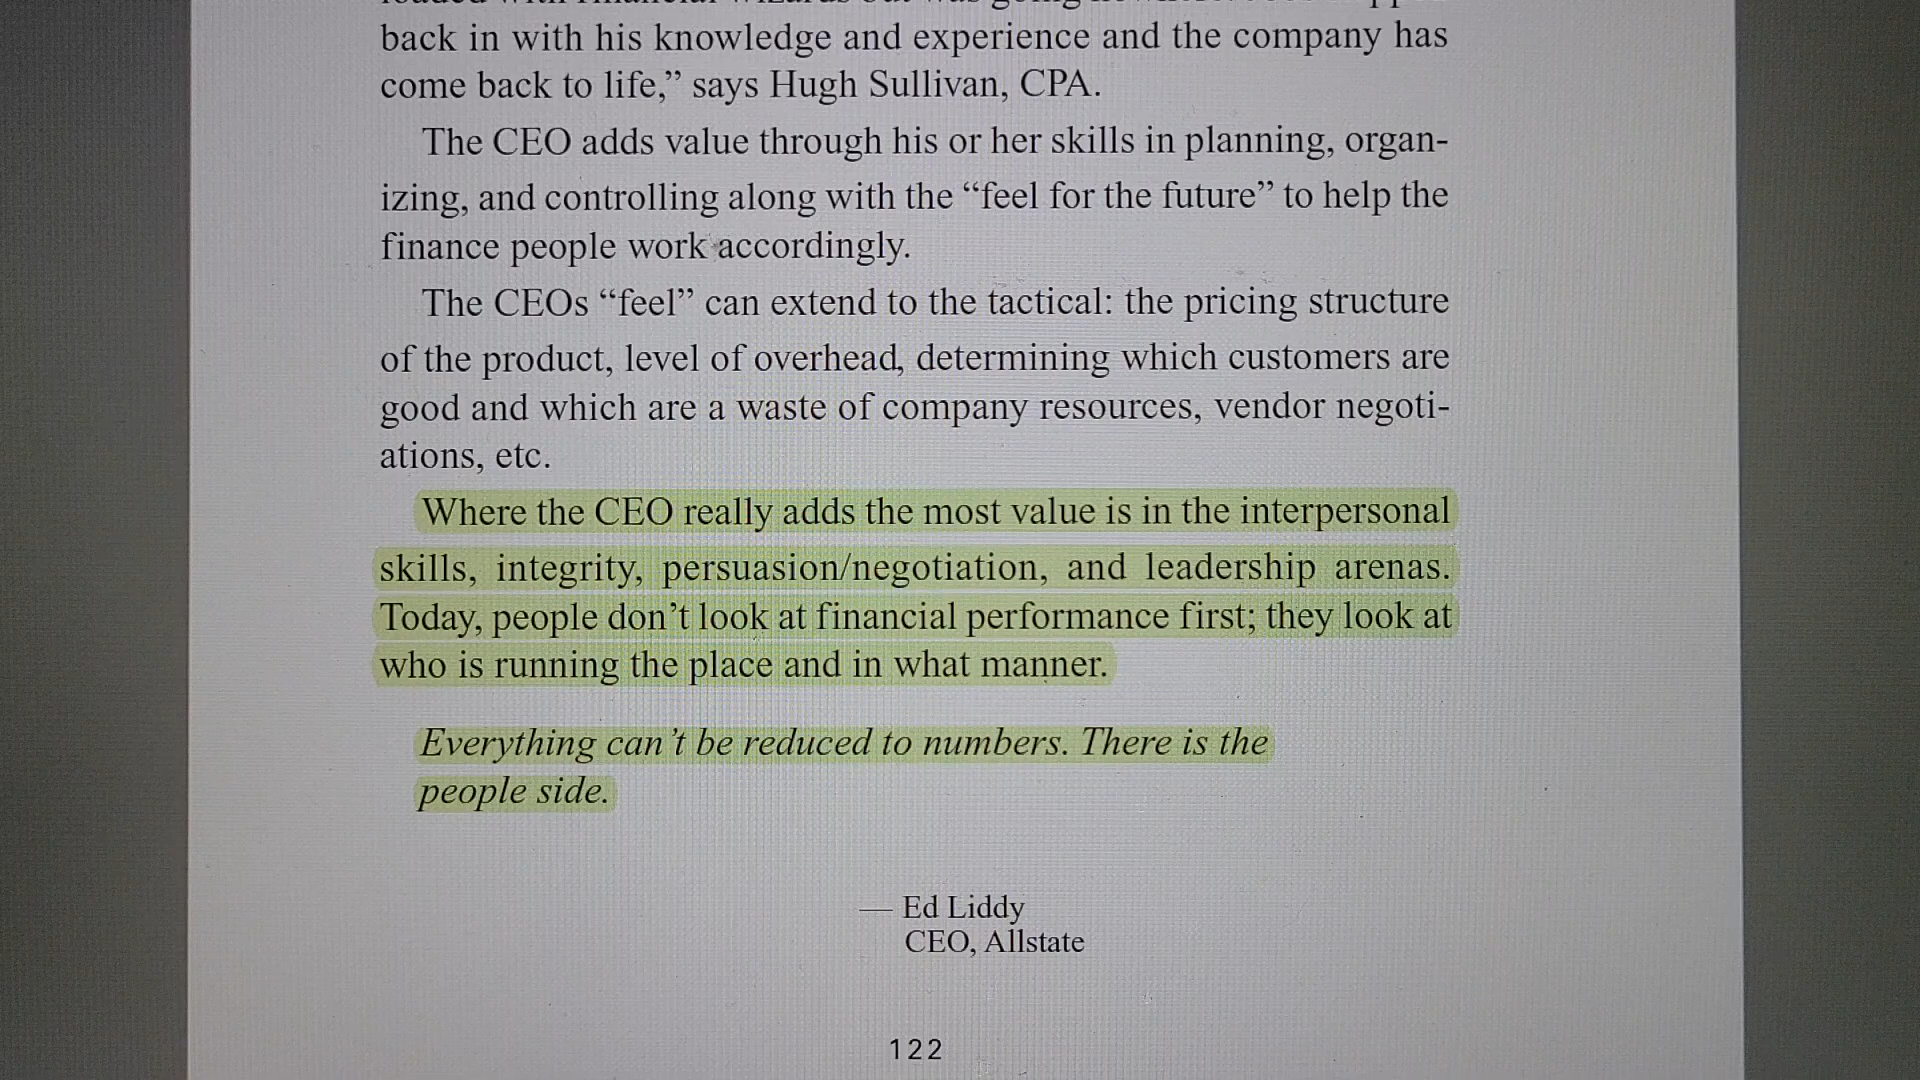 back in with his knowledge and experience and the company has
come back to life,” says Hugh Sullivan, CPA.
The CEO adds value through his or her skills in planning, organ-
izing, and controlling along with the “feel for the future” to help the
finance people work accordingly.
The CEOs “feel” can extend to the tactical: the pricing structure
of the product, level of overhead, determining which customers are
good and which are a waste of company resources, vendor negoti-
ations, etc.
Where the CEO really adds the most value is in the interpersonal
skills, integrity, persuasion/negotiation, and leadership arenas.
Today, people don’t look at financial performance first; they look at
who is running the place and in what manner.
Everything can’t be reduced to numbers. There is the
people side.
— Ed Liddy
CEO, Allstate
122